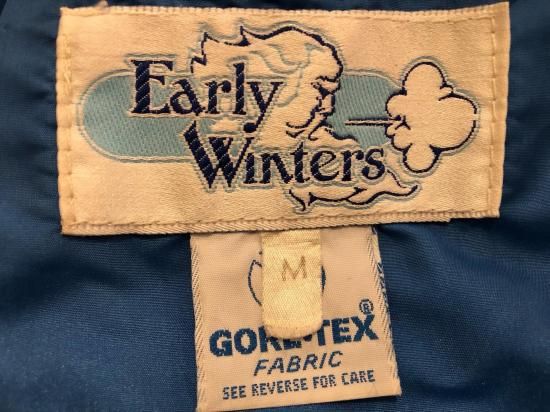 Early
Winters
M
GORE-TEX®
FABRIC
SEE REVERSE FOR CARE